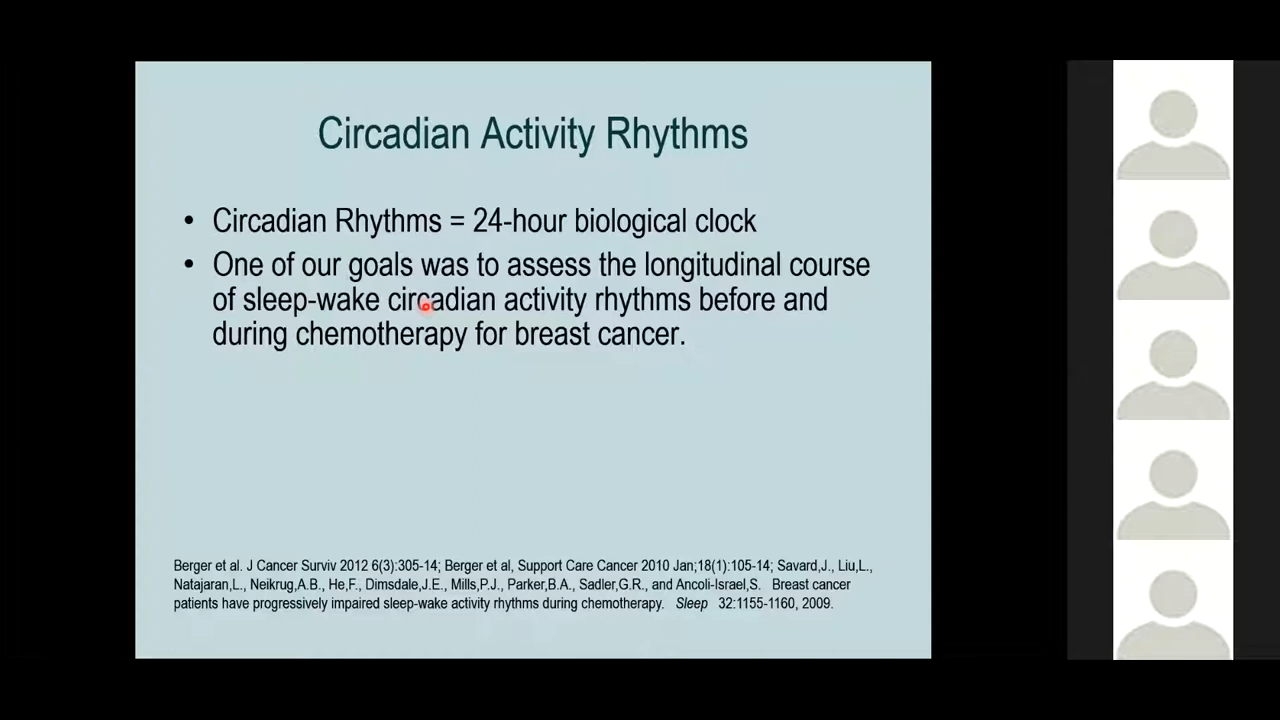 Circadian Activity Rhythms
• Circadian Rhythms = 24-hour biological clock
• One of our goals was to assess the longitudinal course
of sleep-wake circadian activity rhythms before and
during chemotherapy for breast cancer.
Berger et al. J Cancer Surviv 2012 6(3):305-14; Berger et al, Support Care Cancer 2010 Jan;18(1):105-14; Savard,J., Liu,L.,
Natajaran,L., Neikrug,A.B., He,F., Dimsdale,J.E., Mills,P.J., Parker,B.A., Sadler,G.R., and Ancoli-Israel,S. Breast cancer
patients have progressively impaired sleep-wake activity rhythms during chemotherapy. Sleep 32:1155-1160, 2009.